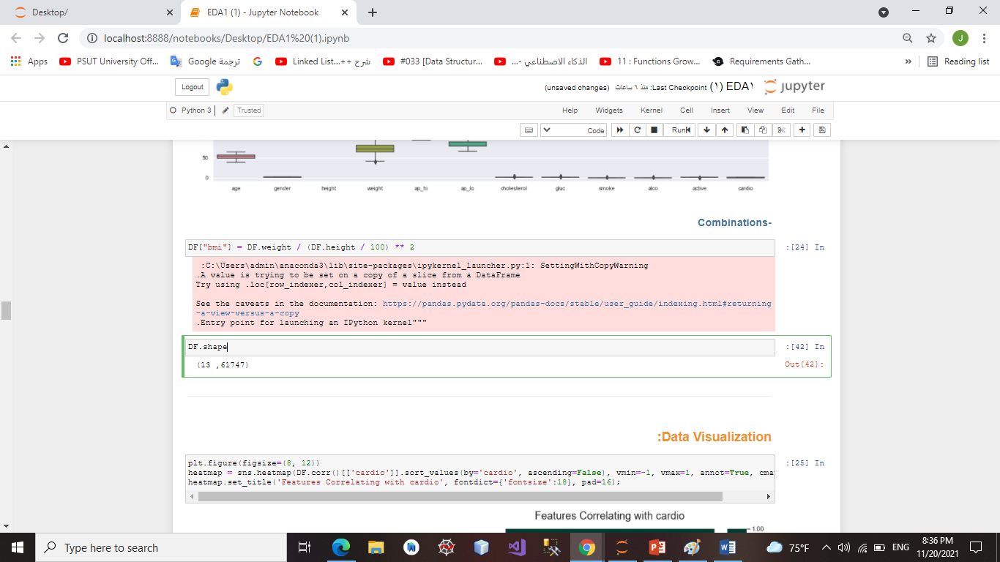 Desktop/
EDA1 (1) - Jupyter Notebook
localhost:8888/notebooks/Desktop/EDA1%20(1).ipynb
J
Apps
PSUT University Off...
ترجمة Google
Linked List...++شرح
#033 [Data Structur...
الذكاء الاصطناعي -...
11 : Functions Grow...
Requirements Gath...
»
Reading list
Logout
(unsaved changes) Last Checkpoint: منذ ٦ ساعات
EDA١ (١)
jupyter
Python 3
Trusted
Help
Widgets
Kernel
Cell
Insert
View
Edit
File
Code
Run
50
0
age
gender
height
weight
ap_hi
ap_lo
cholesterol
gluc
smoke
alco
active
cardio
Combinations-
DF["bmi"] = DF.weight / (DF.height / 100) ** 2
:[24] In
:C:\Users\admin\anaconda3\lib\site-packages\ipykernel_launcher.py:1: SettingWithCopyWarning
.A value is trying to be set on a copy of a slice from a DataFrame
Try using .loc[row_indexer,col_indexer] = value instead
See the caveats in the documentation: https://pandas.pydata.org/pandas-docs/stable/user_guide/indexing.html#returning
-a-view-versus-a-copy
.Entry point for launching an IPython kernel"""
DF.shape
:[42] In
(13 ,61747)
Out[42]:
:Data Visualization
plt.figure(figsize=(8, 12))
:[25] In
heatmap = sns.heatmap(DF.corr()[['cardio']].sort_values(by='cardio', ascending=False), vmin=-1, vmax=1, annot=True, cma
heatmap.set_title('Features Correlating with cardio', fontdict={'fontsize':18}, pad=16);
Features Correlating with cardio
1.00
Type here to search
75°F
ENG
8:36 PM
11/20/2021